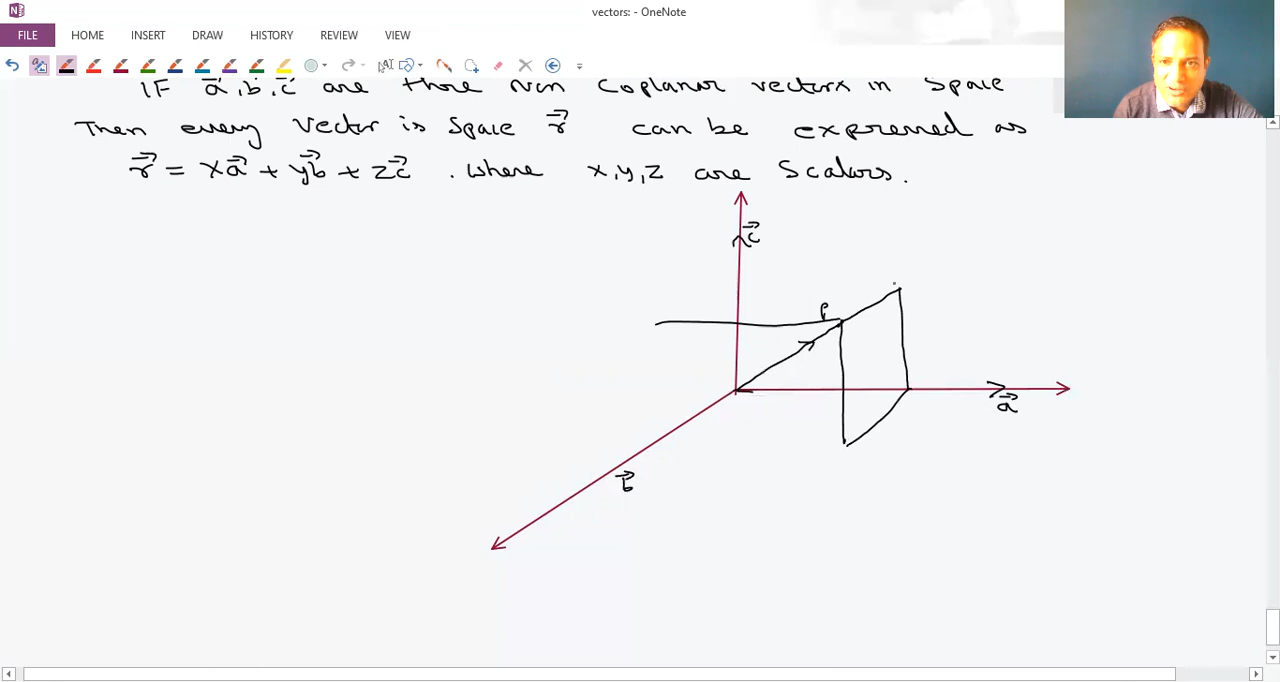 vectors: - OneNote
FILE HOME INSERT DRAW HISTORY REVIEW VIEW
IF a⃗, b⃗, c⃗ are three Non Coplanar vectors in Space
Then every Vector is Space r⃗ can be expressed as
r⃗ = xa⃗ + yb⃗ + zc⃗ . where x, y, z are Scalars.
c⃗
P
a⃗
b⃗